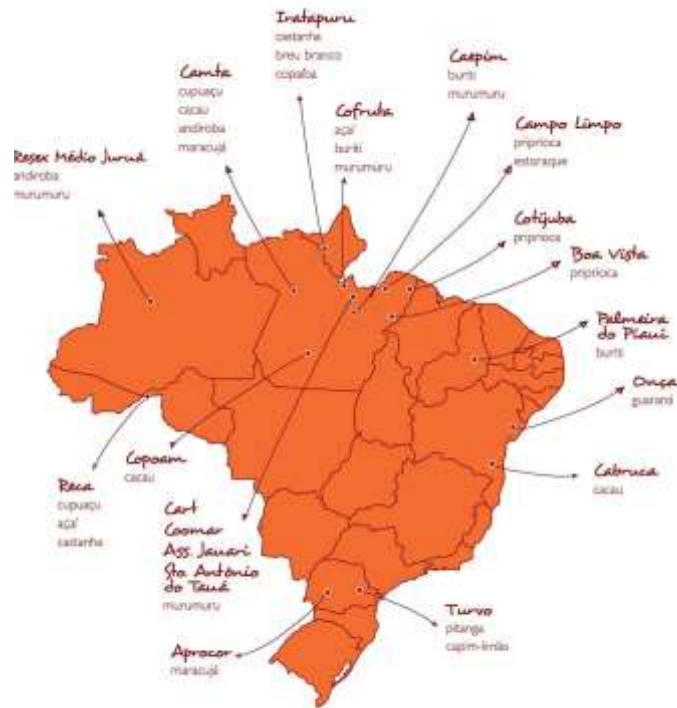 Iratapuru
castanha
breu branco
copaíba
Camta
cupuaçu
cacau
andiroba
maracujá
Cofruta
açaí
buriti
murumuru
Caepim
buriti
murumuru
Campo Limpo
priprioca
estoraque
Resex Médio Juruá
andiroba
murumuru
Cotijuba
priprioca
Boa Vista
priprioca
Palmeira
do Piauí
buriti
Onça
guaraná
Cabruca
cacau
Copoam
cacau
Reca
cupuaçu
açaí
castanha
Cart
Coomar
Ass. Jauari
Sto. Antônio
do Tauá
murumuru
Turvo
pitanga
capim-limão
Aprocor
maracujá